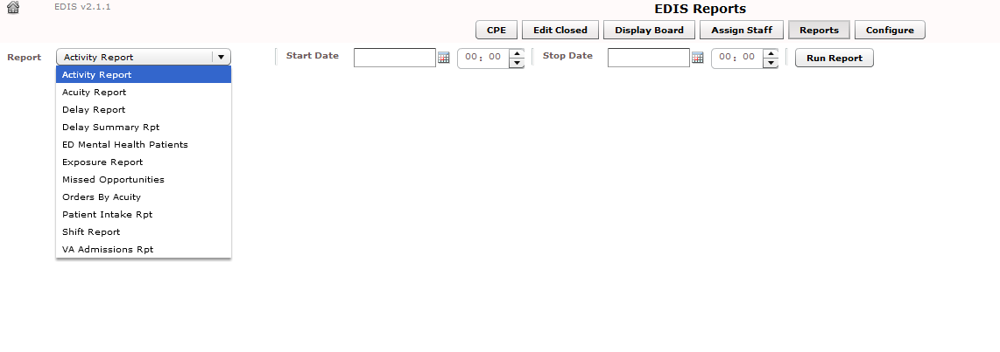 EDIS v2.1.1
EDIS Reports
CPE Edit Closed Display Board Assign Staff Reports Configure
Report Activity Report Start Date 00: 00 Stop Date 00: 00 Run Report
Activity Report
Acuity Report
Delay Report
Delay Summary Rpt
ED Mental Health Patients
Exposure Report
Missed Opportunities
Orders By Acuity
Patient Intake Rpt
Shift Report
VA Admissions Rpt